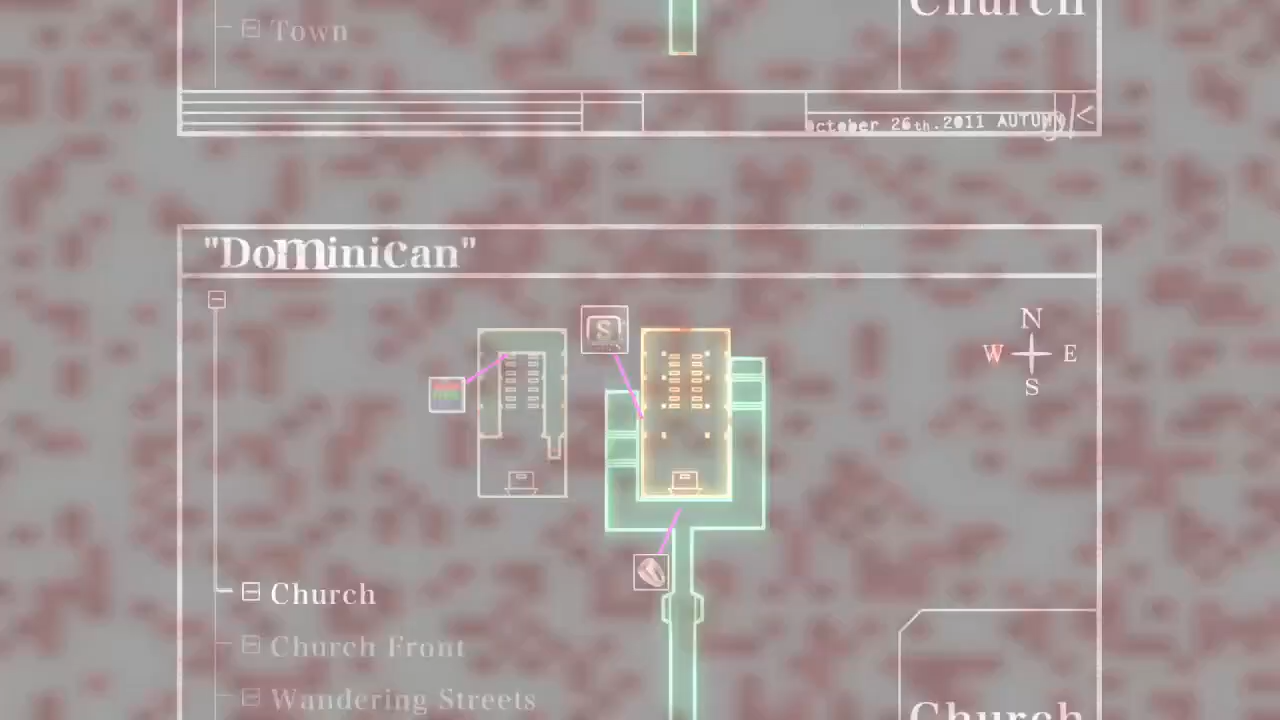 Church
Town
October 26th.2011 AUTUMN
"Dominican"
N
W E
S
S
Church
Church Front
Wandering Streets
Church